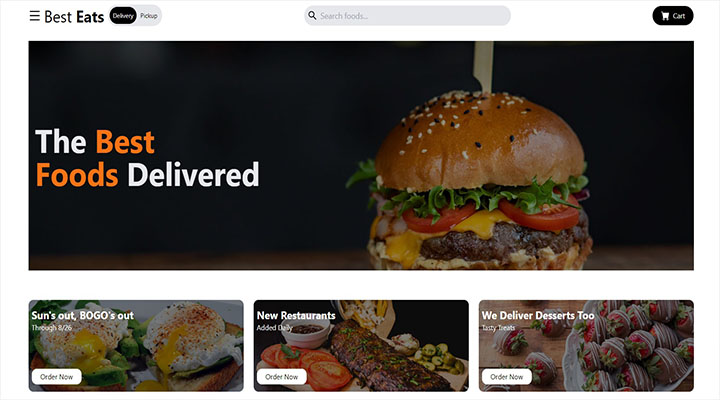 Best Eats
Delivery
Pickup
Search foods...
Cart
The Best
Foods Delivered
Sun's out, BOGO's out
Through 8/26
Order Now
New Restaurants
Added Daily
Order Now
We Deliver Desserts Too
Tasty Treats
Order Now